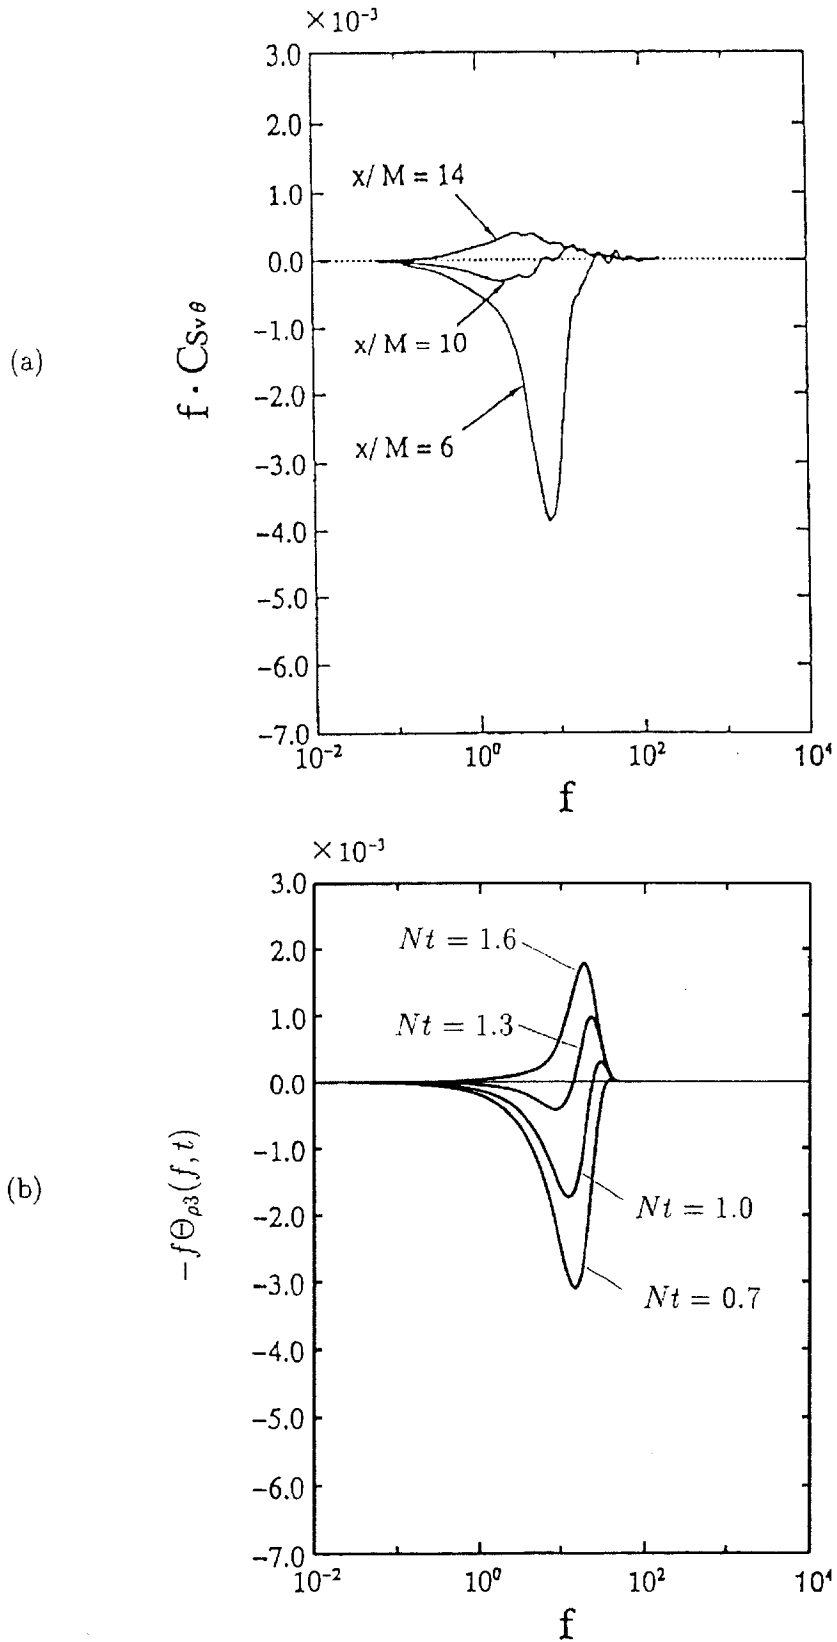 × 10⁻³
3.0
2.0
x/ M = 14
1.0
0.0
-1.0
x/ M = 10
(a)
f · CSvθ
-2.0
x/ M = 6
-3.0
-4.0
-5.0
-6.0
-7.0
10⁻² 10⁰ 10² 10⁴
f
× 10⁻³
3.0
Nt = 1.6
2.0
Nt = 1.3
1.0
0.0
-1.0
(b)
−fΘρ3(f, t)
Nt = 1.0
-2.0
Nt = 0.7
-3.0
-4.0
-5.0
-6.0
-7.0
10⁻² 10⁰ 10² 10⁴
f